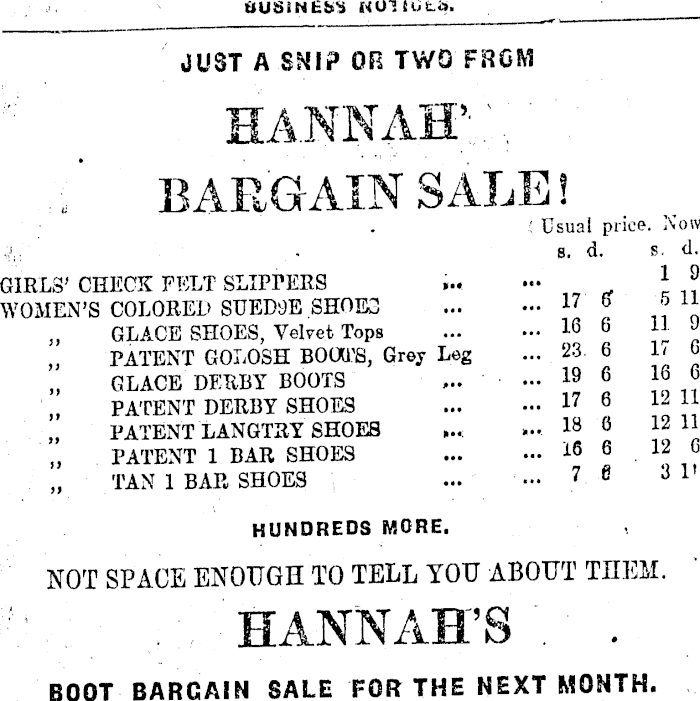 BUSINESS NOTICES.
JUST A SNIP OR TWO FROM
HANNAH'
BARGAIN SALE!
Usual price. Now
s. d. s. d.
GIRLS' CHECK FELT SLIPPERS ... ... 1 9
WOMEN'S COLORED SUEDE SHOES ... ... 17 6 5 11
,, GLACE SHOES, Velvet Tops ... ... 16 6 11 9
,, PATENT GOLOSH BOOTS, Grey Leg ... 23 6 17 6
,, GLACE DERBY BOOTS ... ... 19 6 16 6
,, PATENT DERBY SHOES ... ... 17 6 12 11
,, PATENT LANGTRY SHOES ... ... 18 6 12 11
,, PATENT 1 BAR SHOES ... ... 16 6 12 6
,, TAN 1 BAR SHOES ... ... 7 6 3 11
HUNDREDS MORE.
NOT SPACE ENOUGH TO TELL YOU ABOUT THEM.
HANNAH'S
BOOT BARGAIN SALE FOR THE NEXT MONTH.